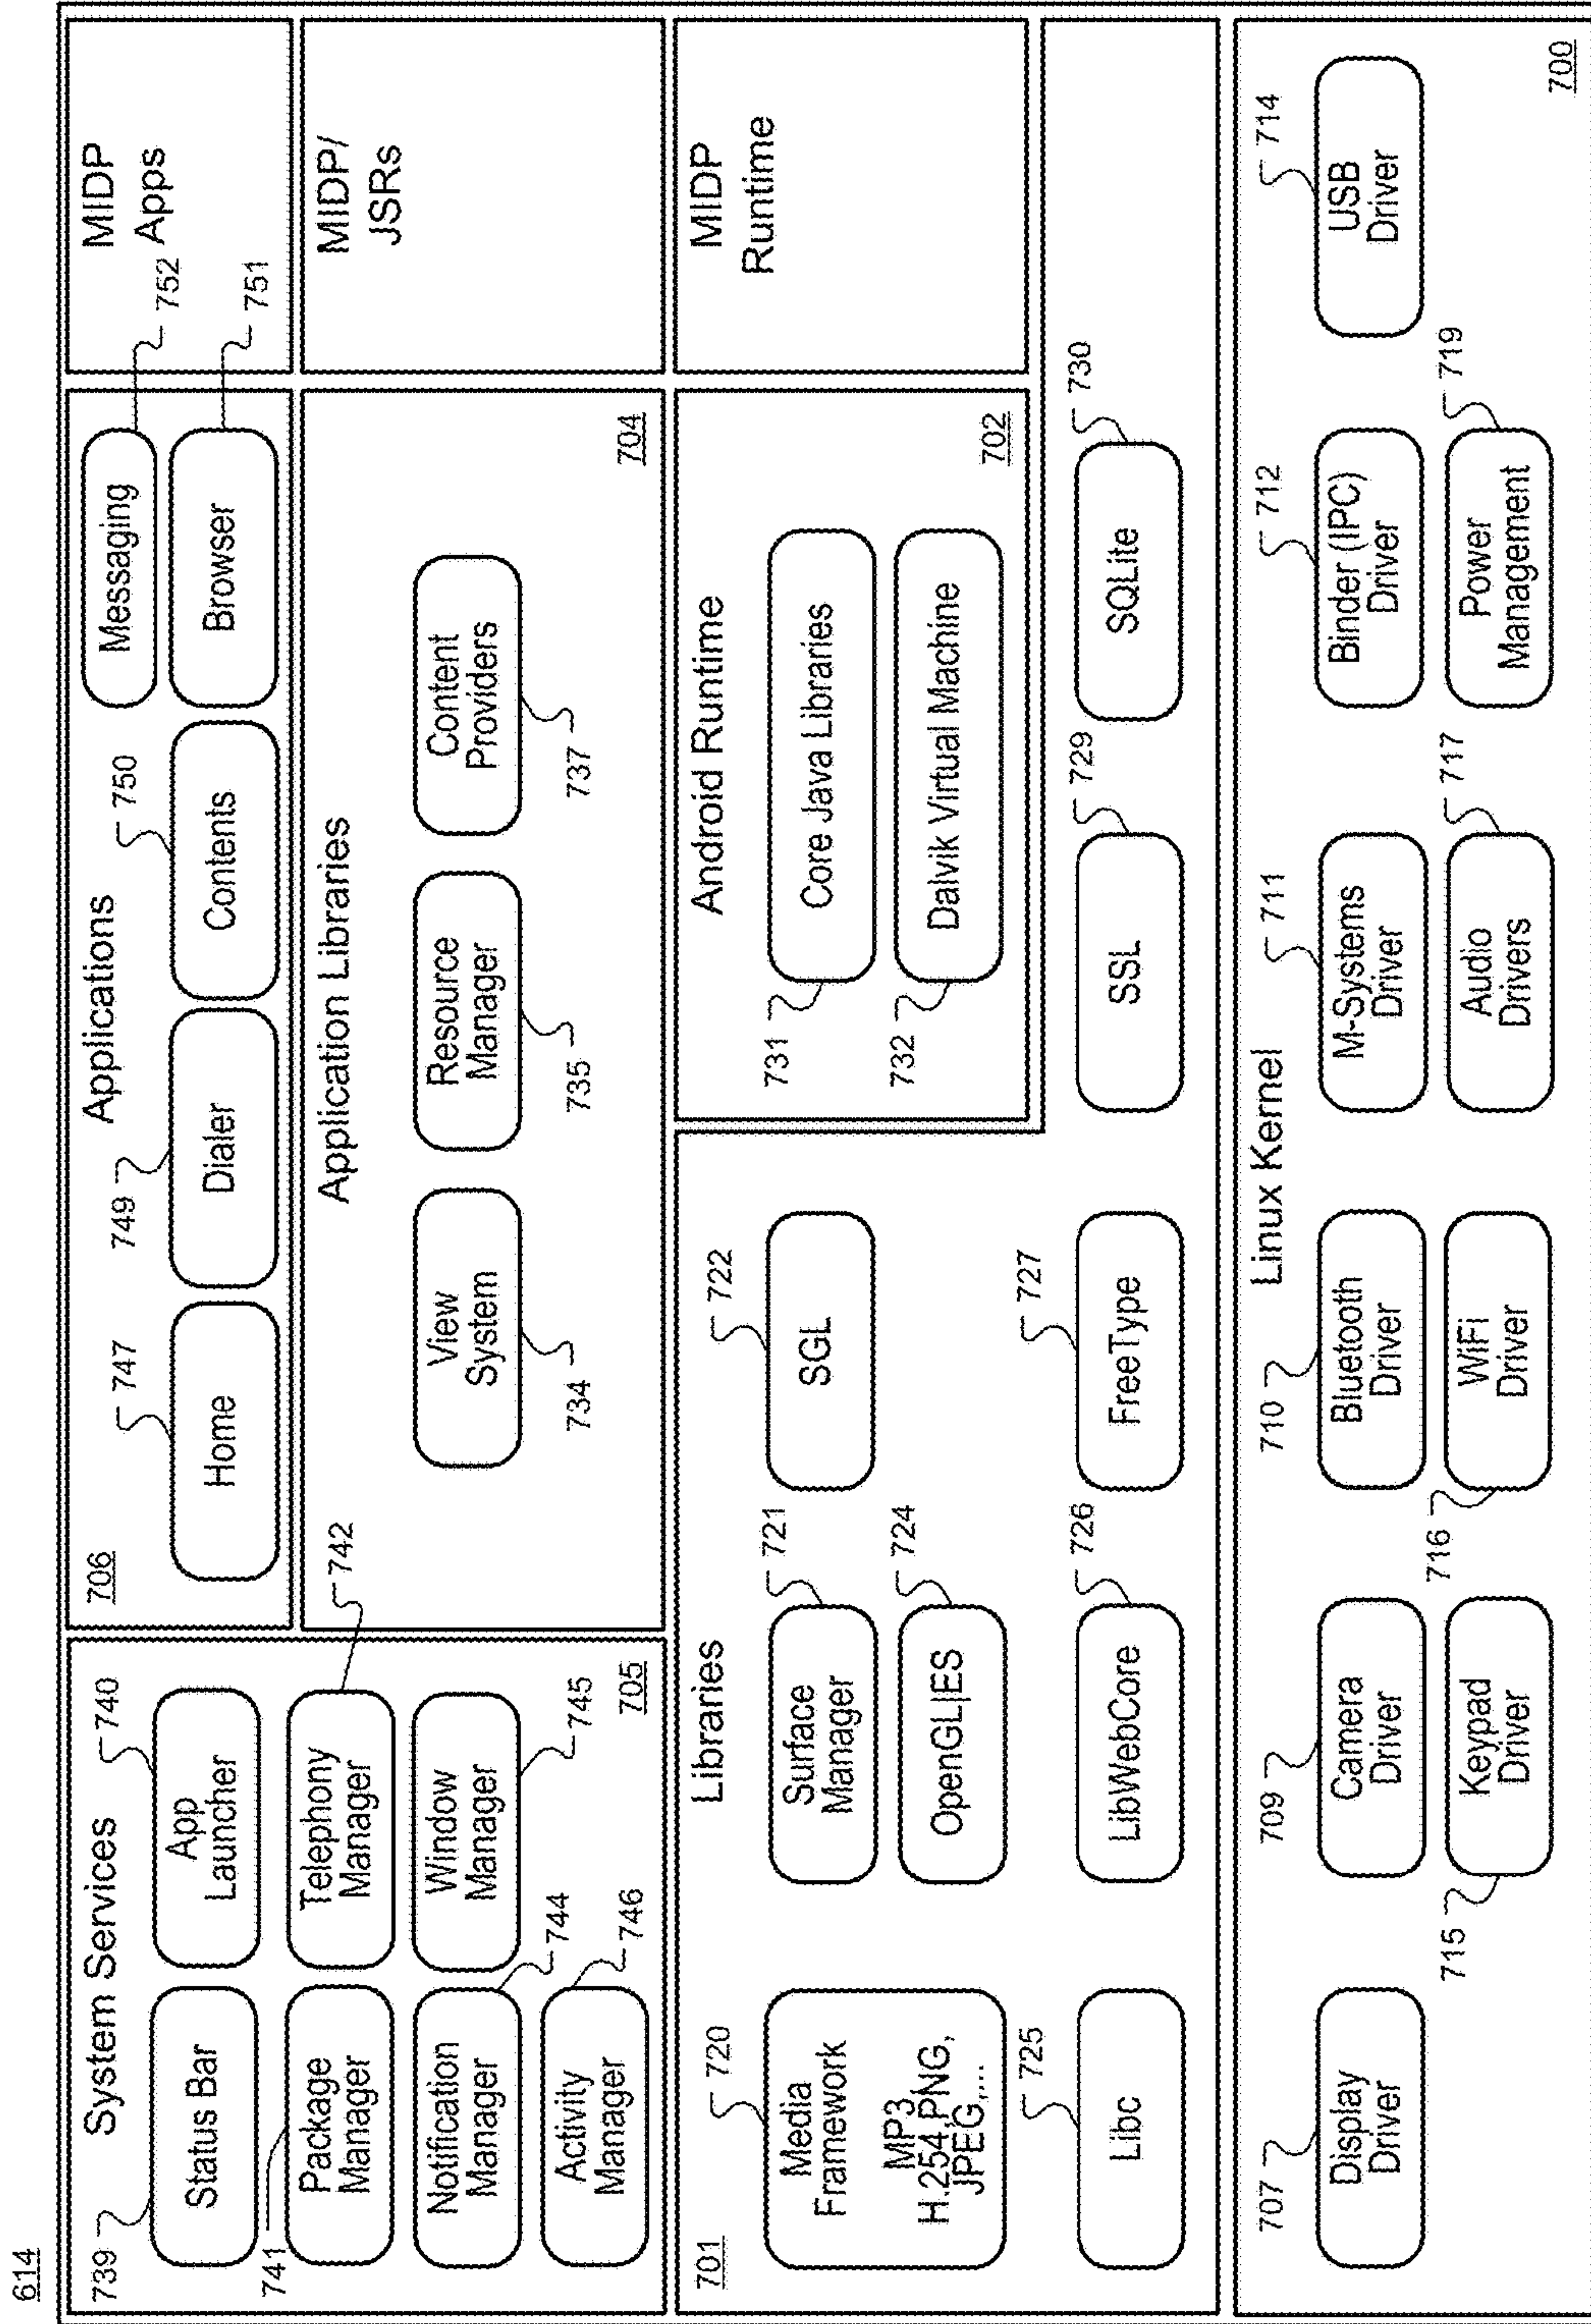 614
System Services
739
Status Bar
740
App
Launcher
741
Package
Manager
742
Telephony
Manager
Notification
Manager
744
Window
Manager
745
Activity
Manager
746
705
706
Applications
747
Home
749
Dialer
750
Contents
Messaging
752
Browser
751
MIDP
Apps
Application Libraries
View
System
734
Resource
Manager
735
Content
Providers
737
704
MIDP/
JSRs
701
Libraries
720
Media
Framework
MP3,
H.254,PNG,
JPEG,...
721
Surface
Manager
722
SGL
724
OpenGL|ES
725
Libc
726
LibWebCore
727
FreeType
729
SSL
730
SQLite
Android Runtime
731
Core Java Libraries
732
Dalvik Virtual Machine
702
MIDP
Runtime
Linux Kernel
707
Display
Driver
709
Camera
Driver
710
Bluetooth
Driver
711
M-Systems
Driver
712
Binder (IPC)
Driver
714
USB
Driver
715
Keypad
Driver
716
WiFi
Driver
717
Audio
Drivers
719
Power
Management
700